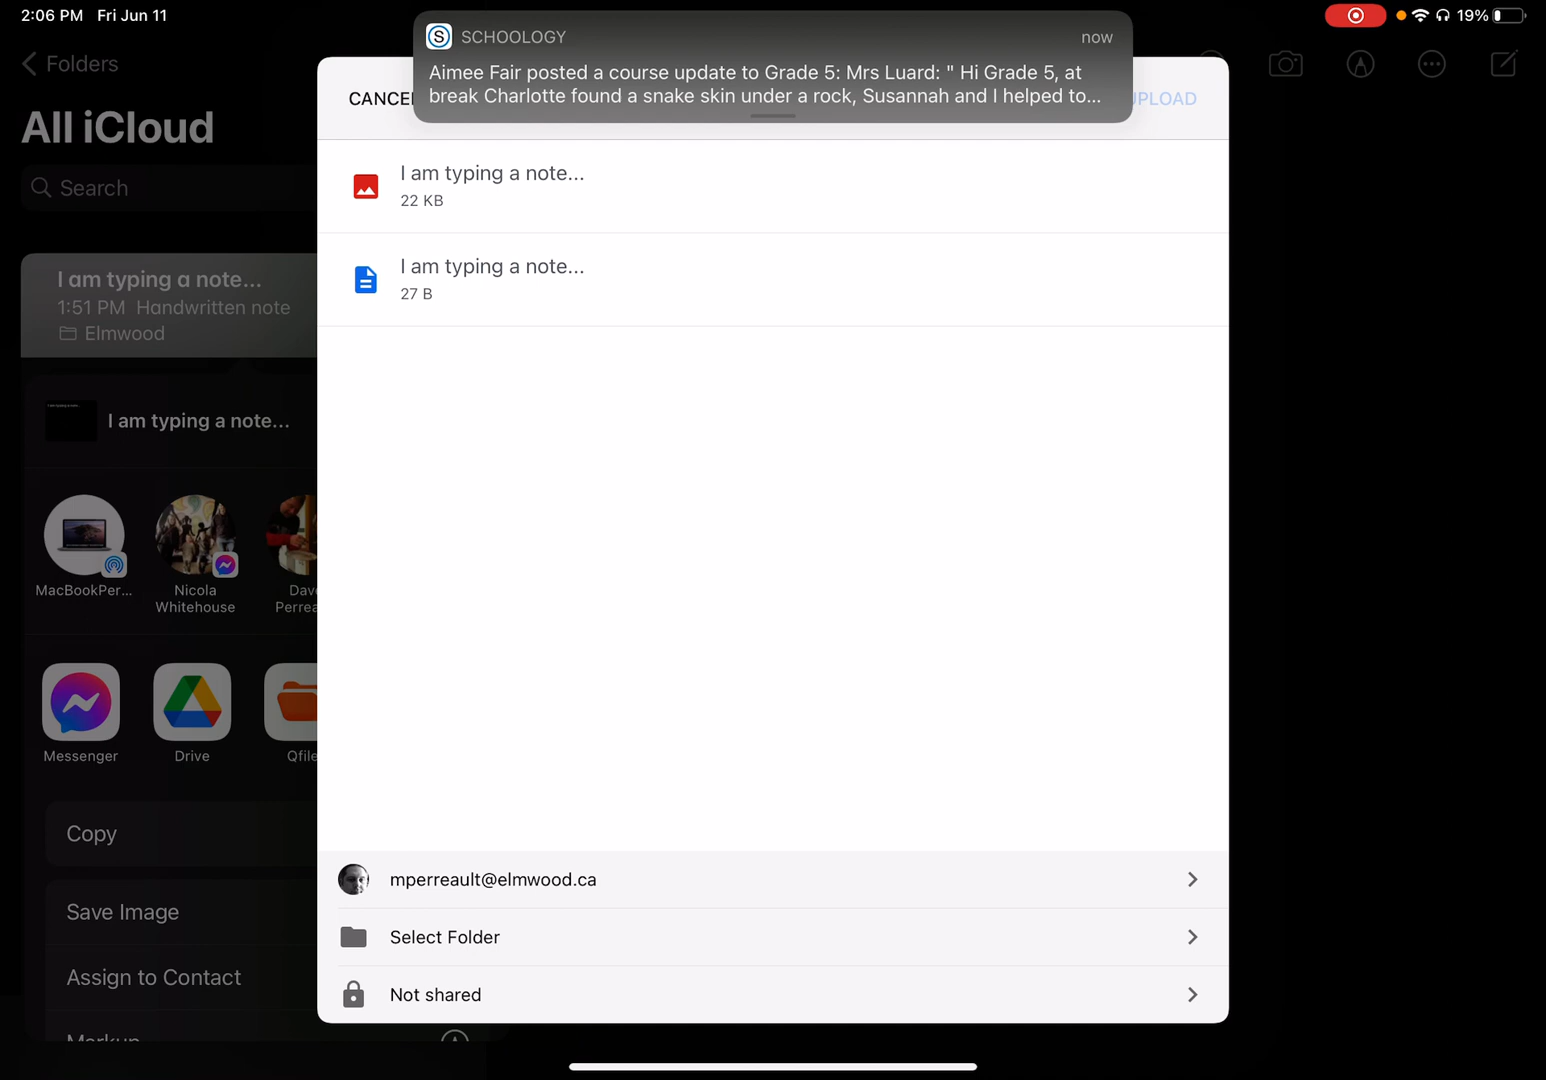 2:06 PM Fri Jun 11
19%
Folders
All iCloud
Search
I am typing a note...
1:51 PM Handwritten note
Elmwood
I am typing a note...
MacBookPer...
Nicola
Whitehouse
Messenger
Drive
Copy
Save Image
Assign to Contact
SCHOOLOGY
now
Aimee Fair posted a course update to Grade 5: Mrs Luard: " Hi Grade 5, at
break Charlotte found a snake skin under a rock, Susannah and I helped to...
I am typing a note...
22 KB
I am typing a note...
27 B
mperreault@elmwood.ca
Select Folder
Not shared